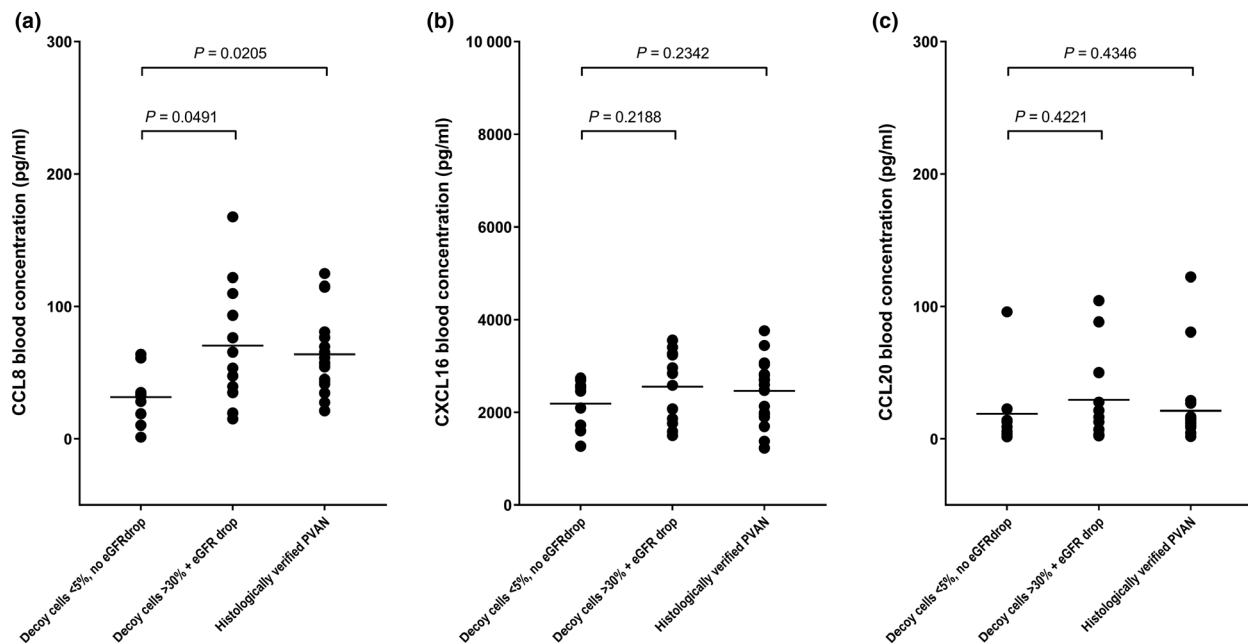 (a)
300
200
100
0
CCL8 blood concentration (pg/ml)
P = 0.0205
P = 0.0491
Decoy cells <5%, no eGFRdrop
Decoy cells >30% + eGFR drop
Histologically verified PVAN
(b)
10 000
8000
6000
4000
2000
0
CXCL16 blood concentration (pg/ml)
P = 0.2342
P = 0.2188
Decoy cells <5%, no eGFRdrop
Decoy cells >30% + eGFR drop
Histologically verified PVAN
(c)
300
200
100
0
CCL20 blood concentration (pg/ml)
P = 0.4346
P = 0.4221
Decoy cells <5%, no eGFRdrop
Decoy cells >30% + eGFR drop
Histologically verified PVAN